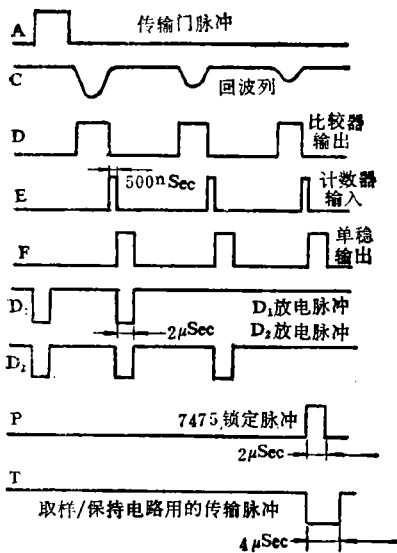 A
传输门脉冲
C
回波列
D
比较器
输出
500nSec
计数器
输入
E
单稳
输出
F
D₁
D₁放电脉冲
D₂放电脉冲
2μSec
D₂
P
7475锁定脉冲
2μSec
T
取样/保持电路用的传输脉冲
4μSec